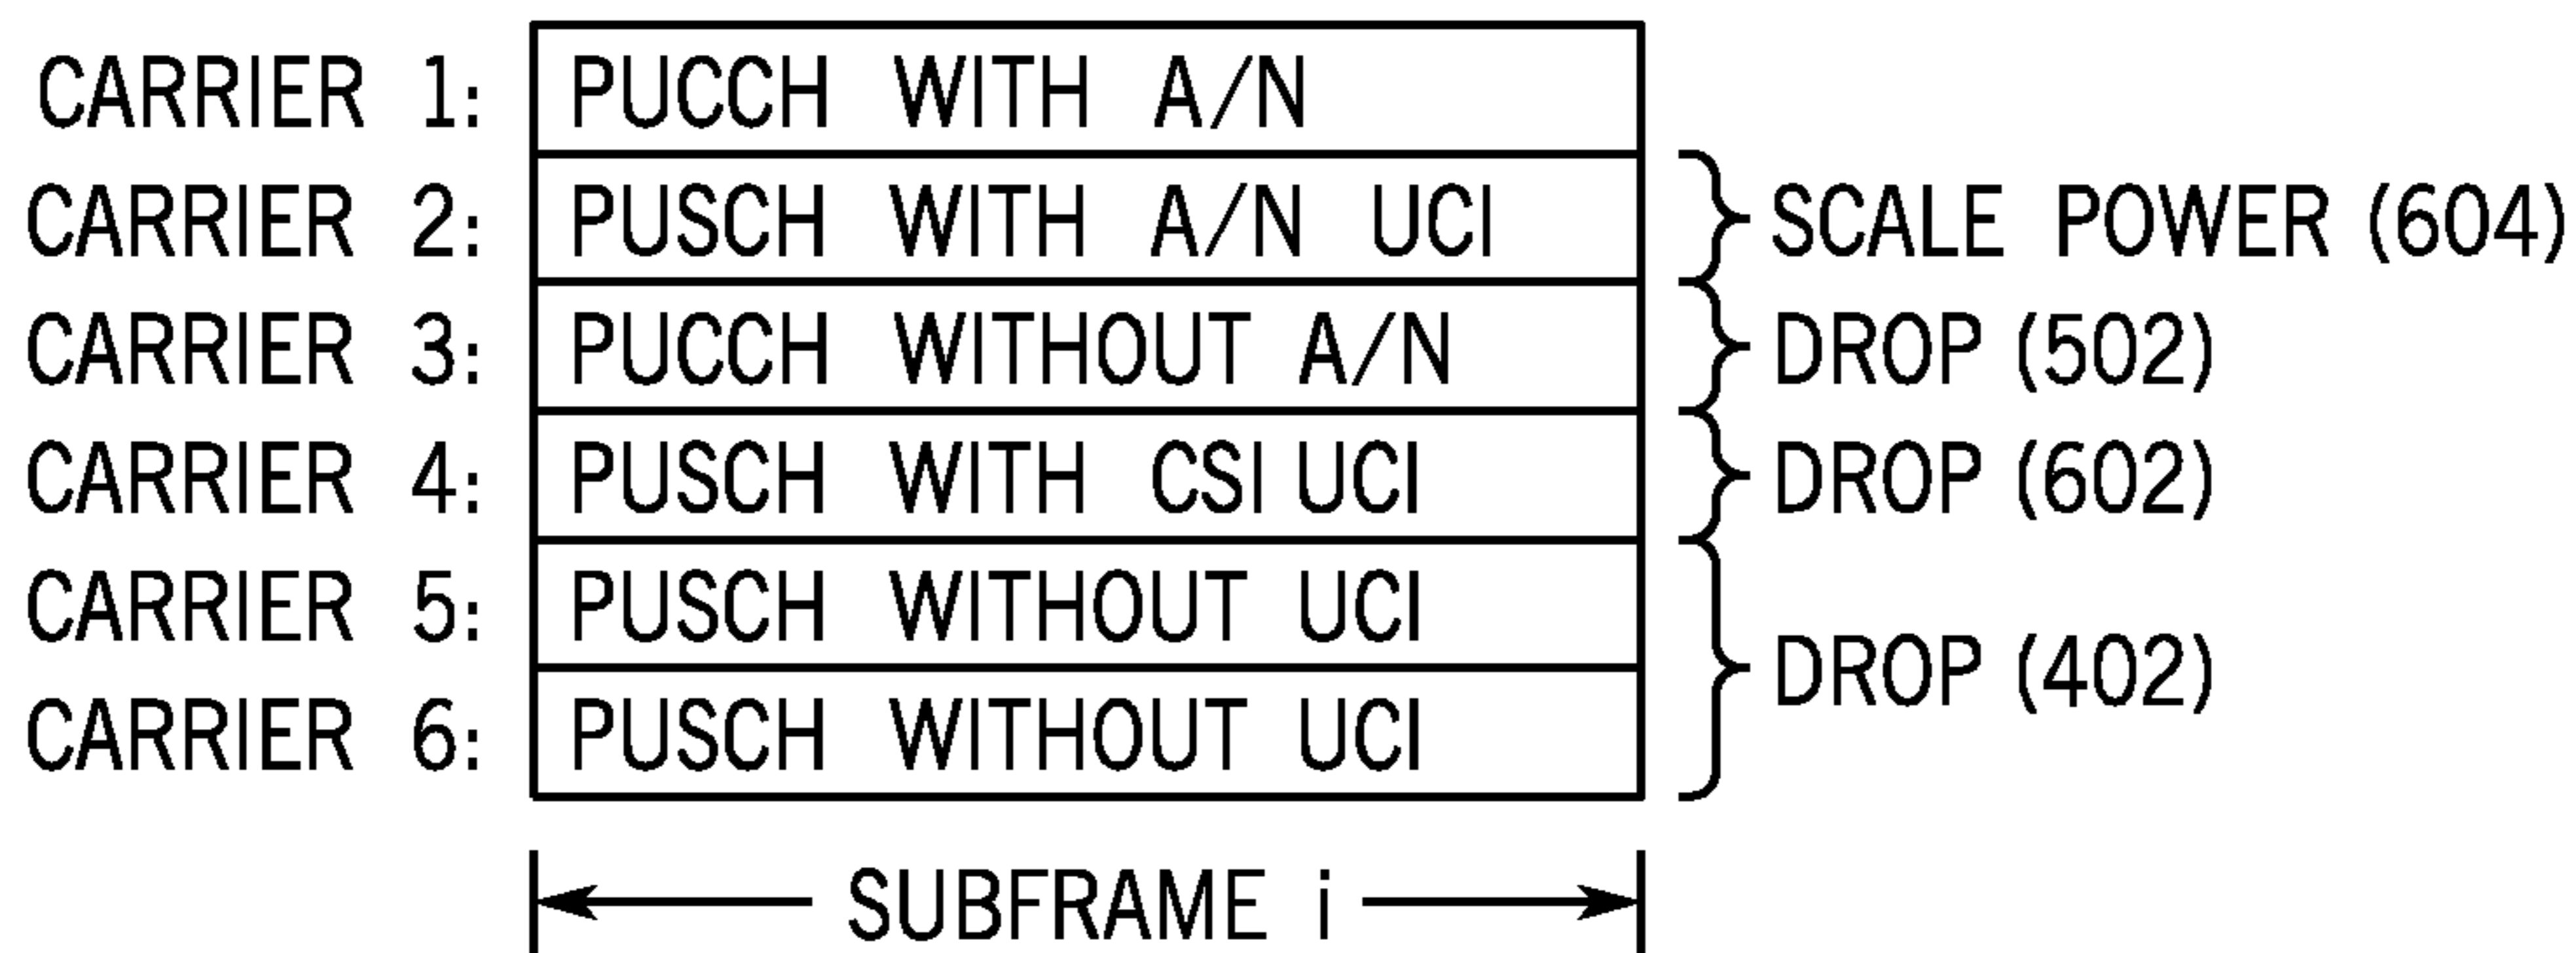 CARRIER 1: PUCCH WITH A/N
CARRIER 2: PUSCH WITH A/N UCI SCALE POWER (604)
CARRIER 3: PUCCH WITHOUT A/N DROP (502)
CARRIER 4: PUSCH WITH CSI UCI DROP (602)
CARRIER 5: PUSCH WITHOUT UCI
DROP (402)
CARRIER 6: PUSCH WITHOUT UCI
SUBFRAME i